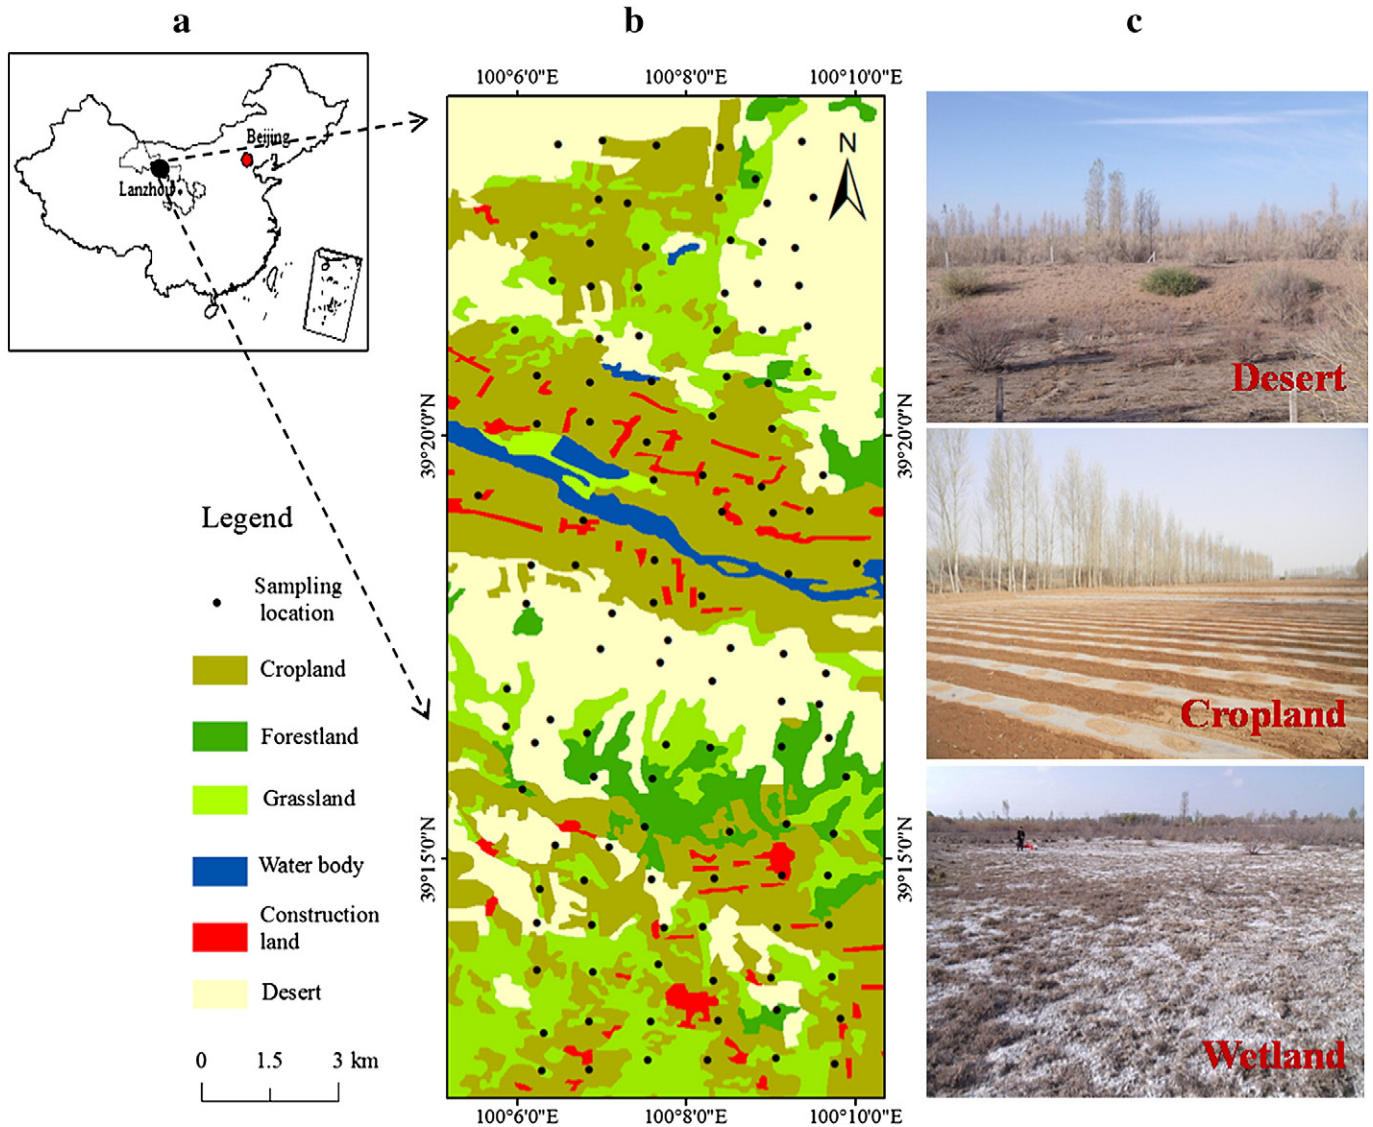 a
b
c
Beijing
Lanzhou
100°6'0"E
100°8'0"E
100°10'0"E
N
39°20'0"N
39°20'0"N
39°15'0"N
39°15'0"N
100°6'0"E
100°8'0"E
100°10'0"E
Legend
Sampling
location
Cropland
Forestland
Grassland
Water body
Construction
land
Desert
0 1.5 3 km
Desert
Cropland
Wetland